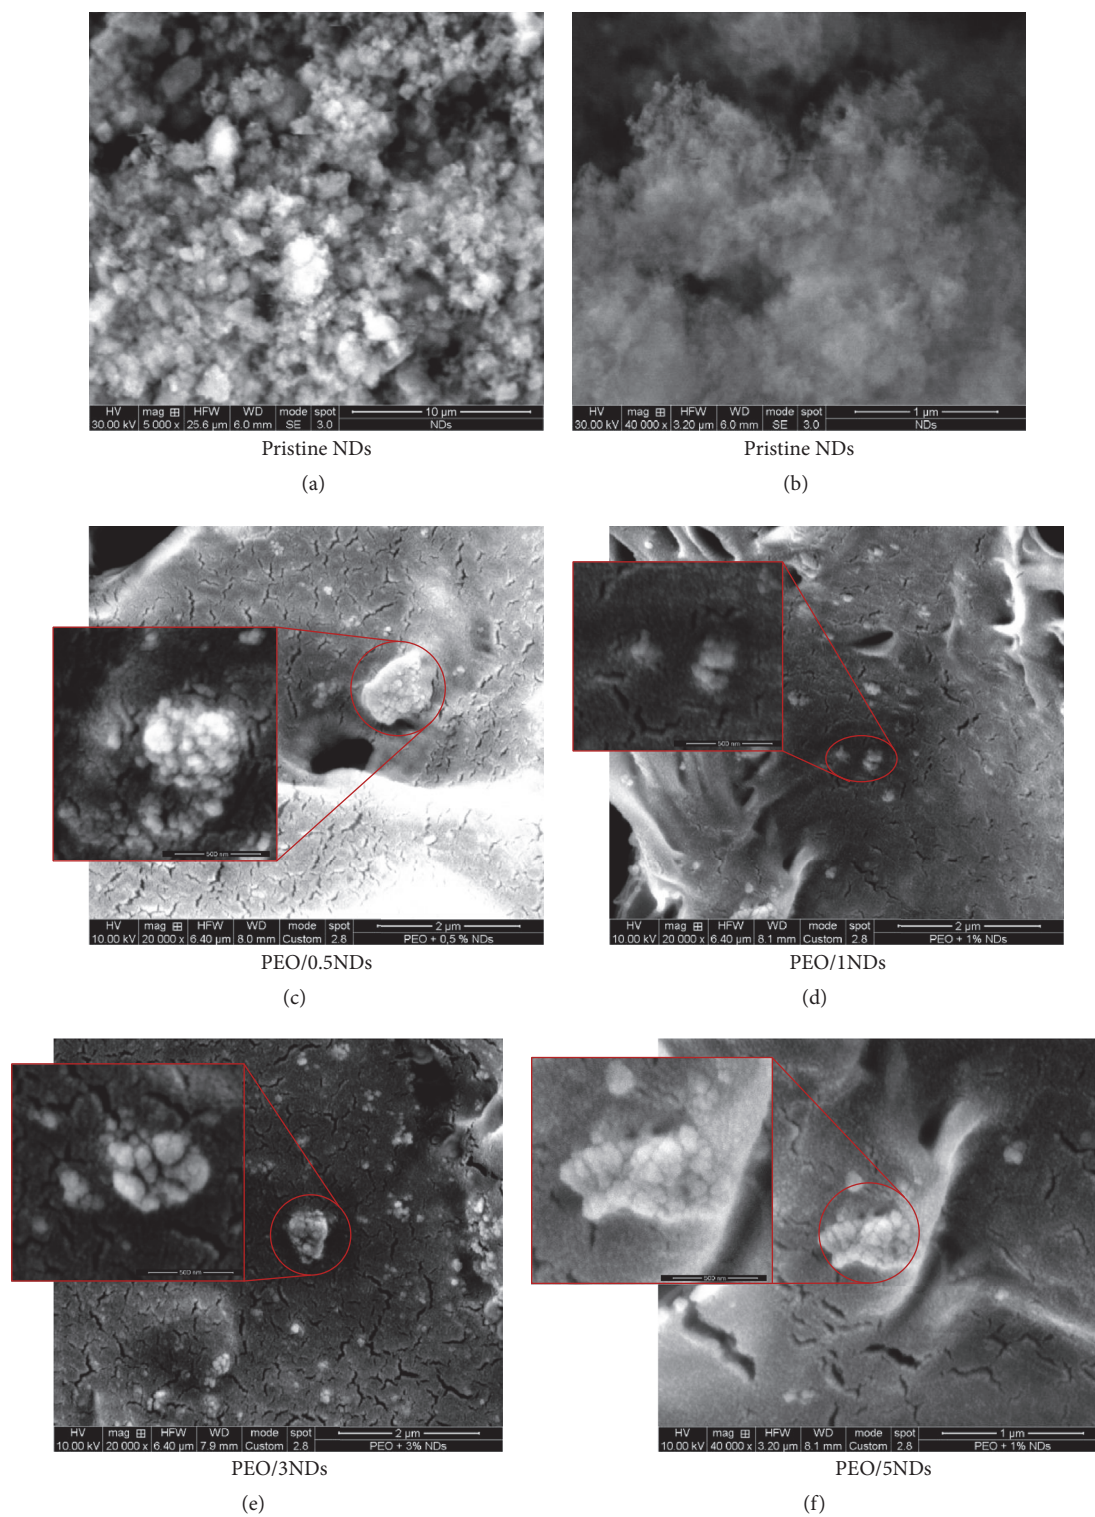 HV mag HFW WD mode spot 10 µm
30.00 kV 5 000 x 25.6 µm 6.0 mm SE 3.0 NDs
Pristine NDs
(a)
HV mag HFW WD mode spot 1 µm
30.00 kV 40 000 x 3.20 µm 6.0 mm SE 3.0 NDs
Pristine NDs
(b)
500 nm
HV mag HFW WD mode spot 2 µm
10.00 kV 20 000 x 6.40 µm 8.0 mm Custom 2.8 PEO + 0,5 % NDs
PEO/0.5NDs
(c)
500 nm
HV mag HFW WD mode spot 2 µm
10.00 kV 20 000 x 6.40 µm 8.1 mm Custom 2.8 PEO + 1% NDs
PEO/1NDs
(d)
500 nm
HV mag HFW WD mode spot 2 µm
10.00 kV 20 000 x 6.40 µm 7.9 mm Custom 2.8 PEO + 3% NDs
PEO/3NDs
(e)
500 nm
HV mag HFW WD mode spot 1 µm
10.00 kV 40 000 x 3.20 µm 8.1 mm Custom 2.8 PEO + 1% NDs
PEO/5NDs
(f)